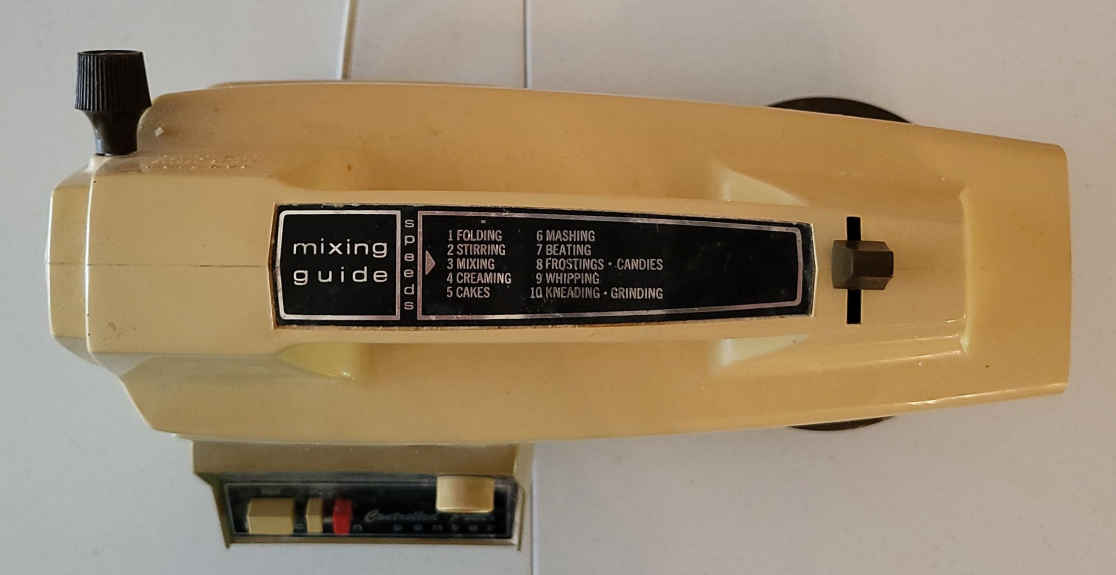 mixing
guide
speeds
1 FOLDING
2 STIRRING
3 MIXING
4 CREAMING
5 CAKES
6 MASHING
7 BEATING
8 FROSTINGS • CANDIES
9 WHIPPING
10 KNEADING • GRINDING
Controlled